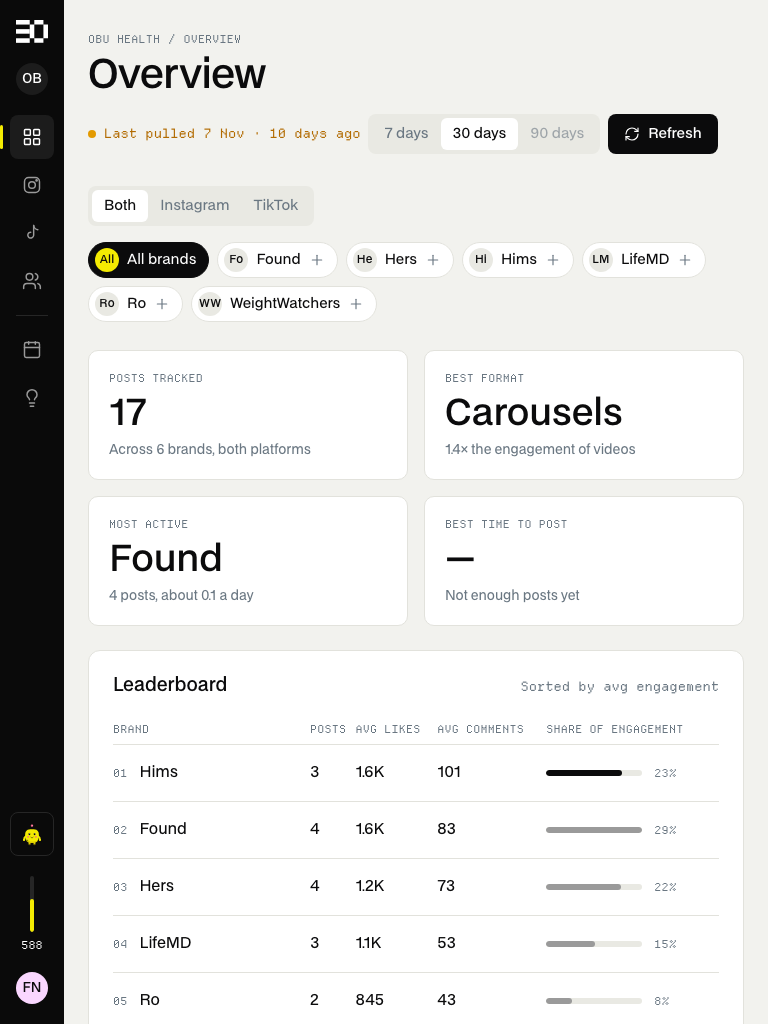 30
OB
OBU HEALTH / OVERVIEW
Overview
Last pulled 7 Nov · 10 days ago
7 days
30 days
90 days
Refresh
Both
Instagram
TikTok
All All brands
Fo Found +
He Hers +
Hi Hims +
LM LifeMD +
Ro Ro +
WW WeightWatchers +
POSTS TRACKED
17
Across 6 brands, both platforms
BEST FORMAT
Carousels
1.4× the engagement of videos
MOST ACTIVE
Found
4 posts, about 0.1 a day
BEST TIME TO POST
—
Not enough posts yet
Leaderboard
Sorted by avg engagement
BRAND POSTS AVG LIKES AVG COMMENTS SHARE OF ENGAGEMENT
01 Hims 3 1.6K 101 23%
02 Found 4 1.6K 83 29%
03 Hers 4 1.2K 73 22%
04 LifeMD 3 1.1K 53 15%
05 Ro 2 845 43 8%
588
FN